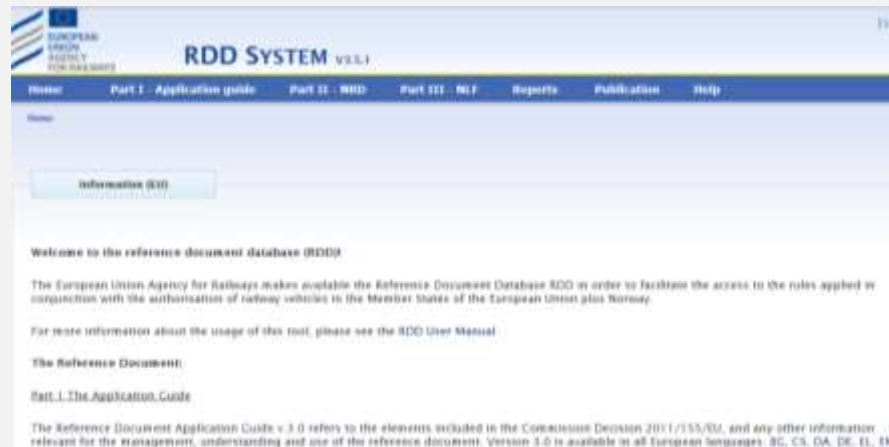 EUROPEAN
UNION
AGENCY
FOR RAILWAYS
RDD SYSTEM
Home Part I - Application guide Part II - NRD Part III - NLF Reports Publication Help
Home
Information (EU)
Welcome to the reference document database (RDD)!
The European Union Agency for Railways makes available the Reference Document Database RDD in order to facilitate the access to the rules applied in
conjunction with the authorisation of railway vehicles in the Member States of the European Union plus Norway.
For more information about the usage of this tool, please see the RDD User Manual
The Reference Document:
Part I. The Application Guide
The Reference Document Application Guide v 3.0 refers to the elements included in the Commission Decision 2011/155/EU, and any other information
relevant for the management, understanding and use of the reference document. Version 3.0 is available in all European languages: BG, CS, DA, DE, EL,